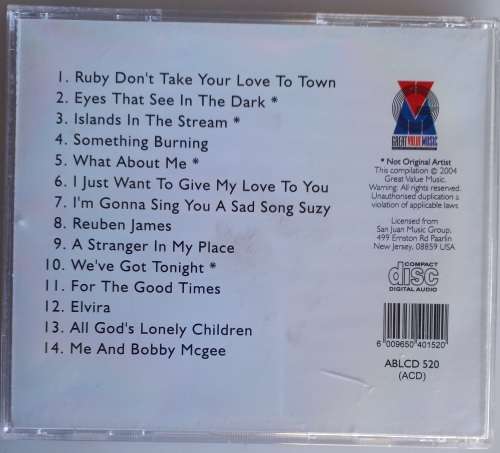 1. Ruby Don't Take Your Love To Town
2. Eyes That See In The Dark *
3. Islands In The Stream *
4. Something Burning
5. What About Me *
6. I Just Want To Give My Love To You
7. I'm Gonna Sing You A Sad Song Suzy
8. Reuben James
9. A Stranger In My Place
10. We've Got Tonight *
11. For The Good Times
12. Elvira
13. All God's Lonely Children
14. Me And Bobby Mcgee
GREAT VALUE MUSIC
* Not Original Artist
This compilation © 2004
Great Value Music.
Warning. All rights reserved.
Unauthorised duplication a
violation of applicable laws
Licensed from
San Juan Music Group,
499 Ernston Rd Paarlin
New Jersey, 08859 USA
COMPACT
disc
DIGITAL AUDIO
6 009650 401520
ABLCD 520
(ACD)